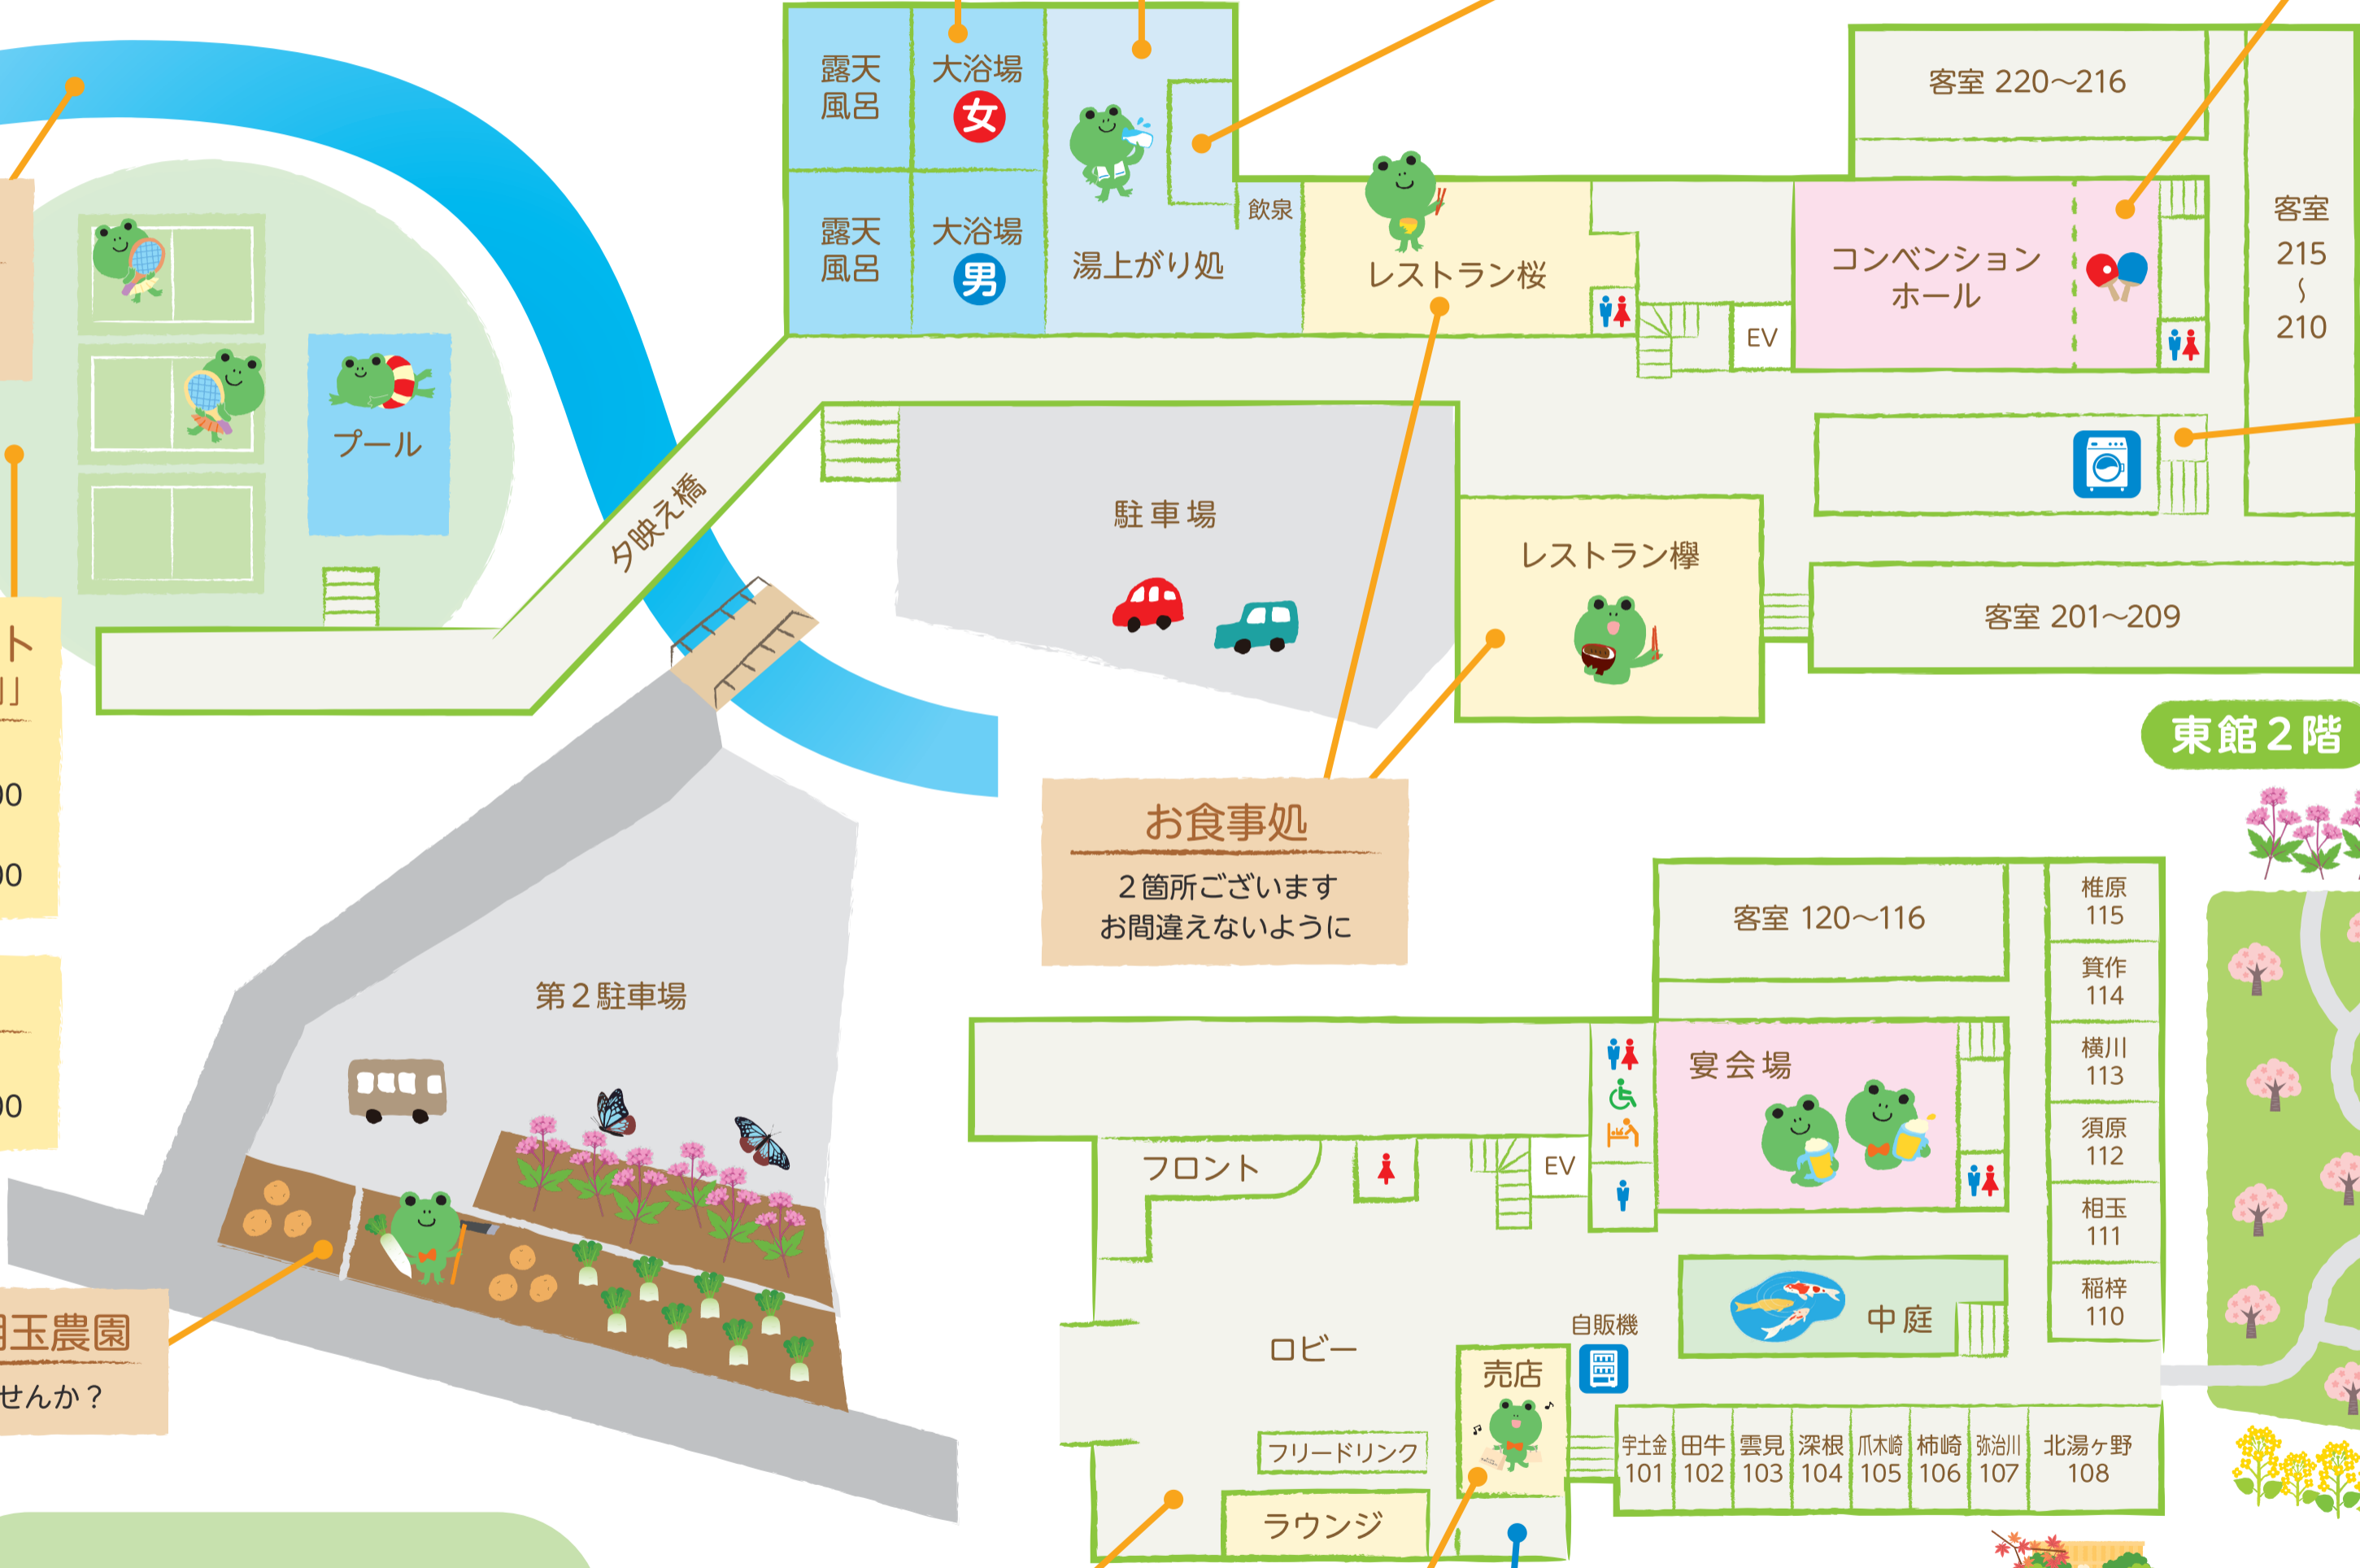 露天
風呂
大浴場
女
露天
風呂
大浴場
男
湯上がり処
飲泉
レストラン桜
EV
コンベンション
ホール
客室 220〜216
客室
215
〜
210
プール
夕映え橋
駐車場
レストラン欅
客室 201〜209
東館2階
ト
00
00
00
お食事処
2箇所ございます
お間違えないように
第2駐車場
玉農園
せんか？
客室 120〜116
椎原
115
箕作
114
横川
113
須原
112
相玉
111
稲梓
110
宴会場
フロント
EV
中庭
ロビー
自販機
売店
フリードリンク
ラウンジ
宇土金
101
田牛
102
雲見
103
深根
104
爪木崎
105
柿崎
106
弥治川
107
北湯ヶ野
108